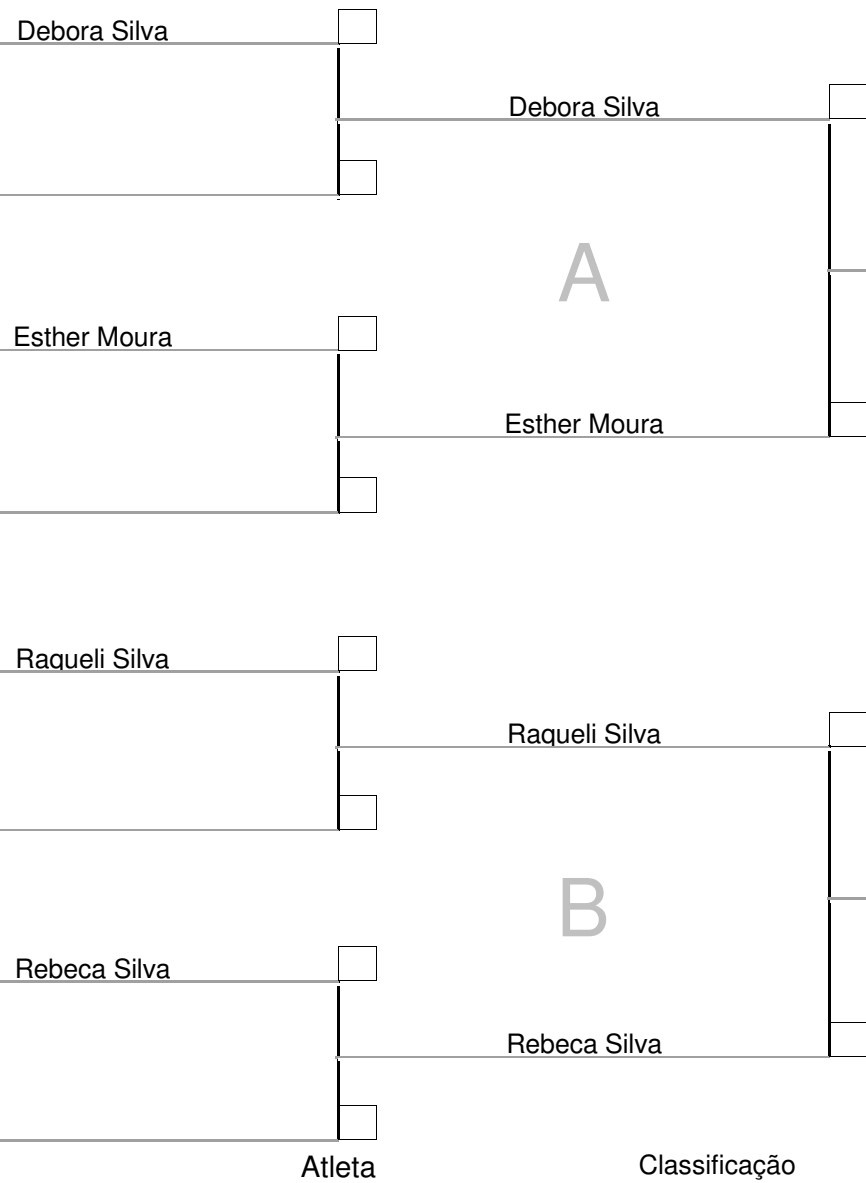 Debora Silva
Debora Silva
A
Esther Moura
Esther Moura
Raqueli Silva
Raqueli Silva
B
Rebeca Silva
Rebeca Silva
Atleta Classificação